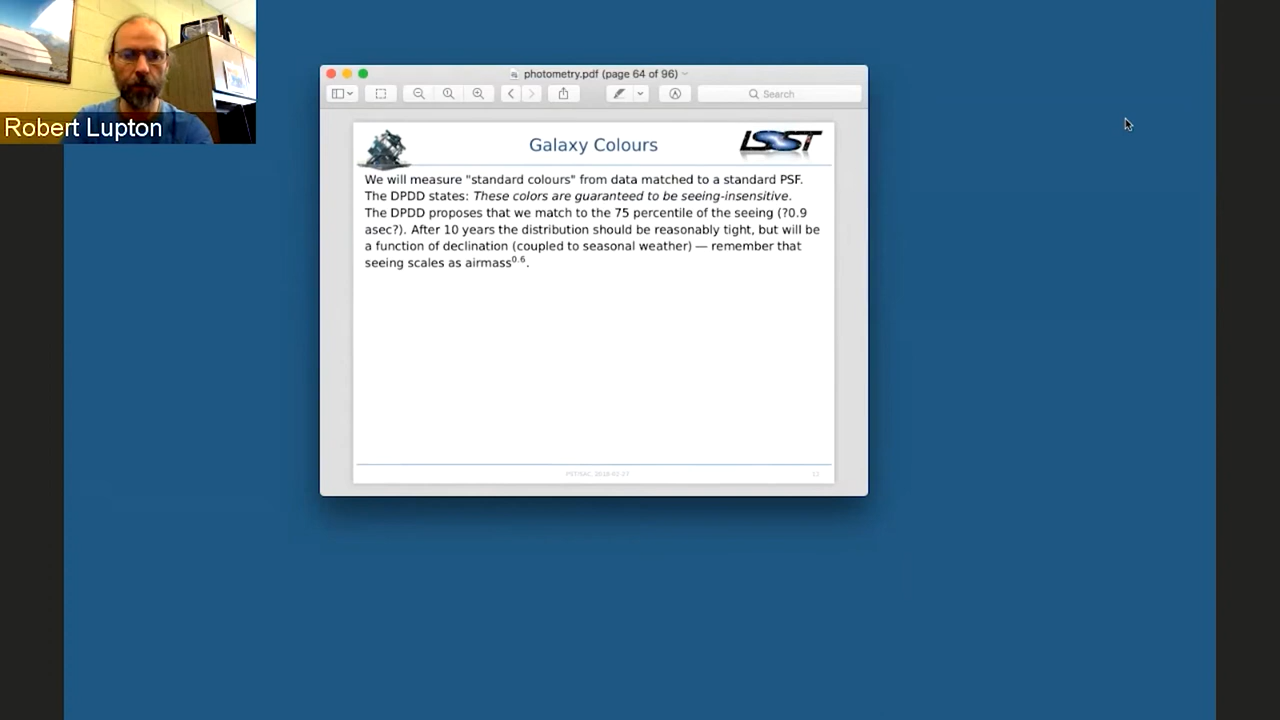 Robert Lupton
photometry.pdf (page 64 of 96)
Search
Galaxy Colours
LSST
We will measure "standard colours" from data matched to a standard PSF.
The DPDD states: These colors are guaranteed to be seeing-insensitive.
The DPDD proposes that we match to the 75 percentile of the seeing (?0.9
asec?). After 10 years the distribution should be reasonably tight, but will be
a function of declination (coupled to seasonal weather) — remember that
seeing scales as airmass0.6.
12